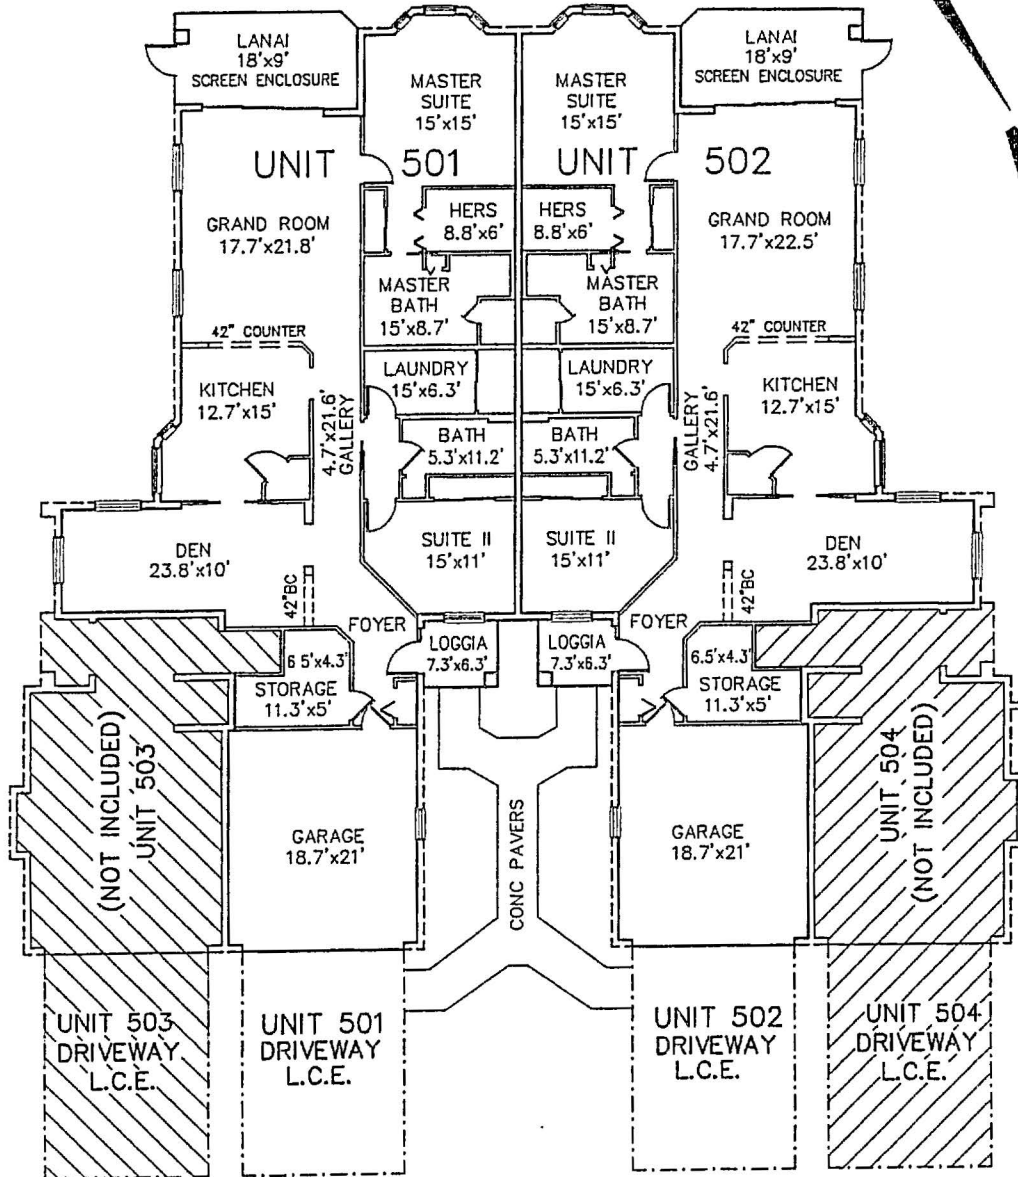 LANAI
18'x9'
SCREEN ENCLOSURE
MASTER
SUITE
15'x15'
MASTER
SUITE
15'x15'
LANAI
18'x9'
SCREEN ENCLOSURE
UNIT 501
UNIT 502
GRAND ROOM
17.7'x21.8'
HERS
8.8'x6'
HERS
8.8'x6'
GRAND ROOM
17.7'x22.5'
MASTER
BATH
15'x8.7'
MASTER
BATH
15'x8.7'
42" COUNTER
42" COUNTER
KITCHEN
12.7'x15'
LAUNDRY
15'x6.3'
LAUNDRY
15'x6.3'
KITCHEN
12.7'x15'
4.7'x21.6'
GALLERY
BATH
5.3'x11.2'
BATH
5.3'x11.2'
GALLERY
4.7'x21.6'
DEN
23.8'x10'
SUITE II
15'x11'
SUITE II
15'x11'
DEN
23.8'x10'
42"BC
42"BC
FOYER
LOGGIA
7.3'x6.3'
LOGGIA
7.3'x6.3'
FOYER
6 5'x4.3'
STORAGE
11.3'x5'
6.5'x4.3'
STORAGE
11.3'x5'
(NOT INCLUDED)
UNIT 503
GARAGE
18.7'x21'
CONC PAVERS
GARAGE
18.7'x21'
UNIT 504
(NOT INCLUDED)
UNIT 503
DRIVEWAY
L.C.E.
UNIT 501
DRIVEWAY
L.C.E.
UNIT 502
DRIVEWAY
L.C.E.
UNIT 504
DRIVEWAY
L.C.E.